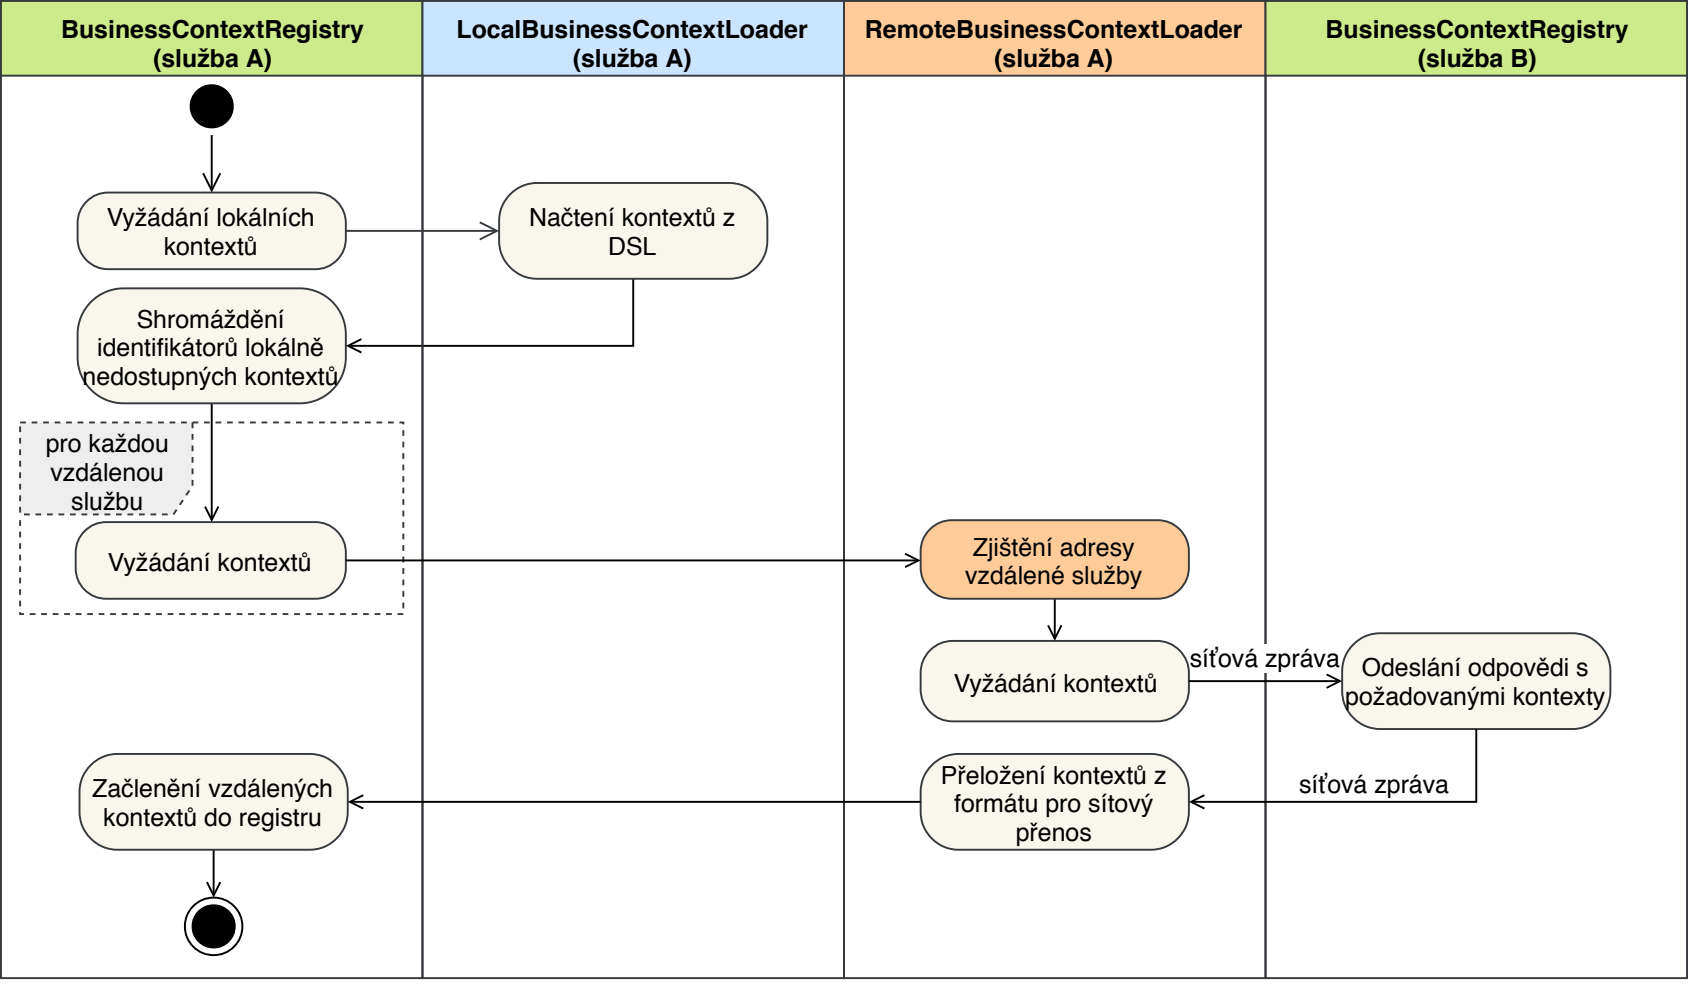 BusinessContextRegistry
(služba A)
LocalBusinessContextLoader
(služba A)
RemoteBusinessContextLoader
(služba A)
BusinessContextRegistry
(služba B)
Vyžádání lokálních
kontextů
Načtení kontextů z
DSL
Shromáždění
identifikátorů lokálně
nedostupných kontextů
pro každou
vzdálenou
službu
Vyžádání kontextů
Zjištění adresy
vzdálené služby
Vyžádání kontextů
síťová zpráva
Odeslání odpovědi s
požadovanými kontexty
síťová zpráva
Přeložení kontextů z
formátu pro sítový
přenos
Začlenění vzdálených
kontextů do registru